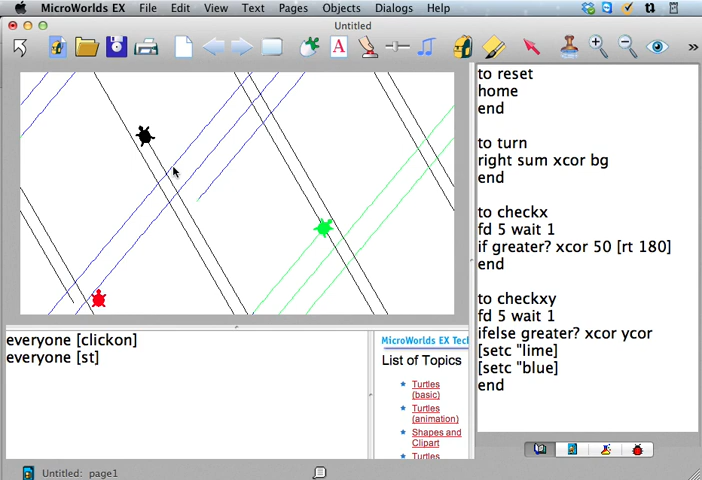 MicroWorlds EX File Edit View Text Pages Objects Dialogs Help
Untitled
A
»
to reset
home
end
to turn
right sum xcor bg
end
to checkx
fd 5 wait 1
if greater? xcor 50 [rt 180]
end
to checkxy
fd 5 wait 1
ifelse greater? xcor ycor
[setc "lime]
[setc "blue]
end
everyone [clickon]
everyone [st]
MicroWorlds EX Tech
List of Topics
Turtles
(basic)
Turtles
(animation)
Shapes and
Clipart
Turtles
Untitled: page1